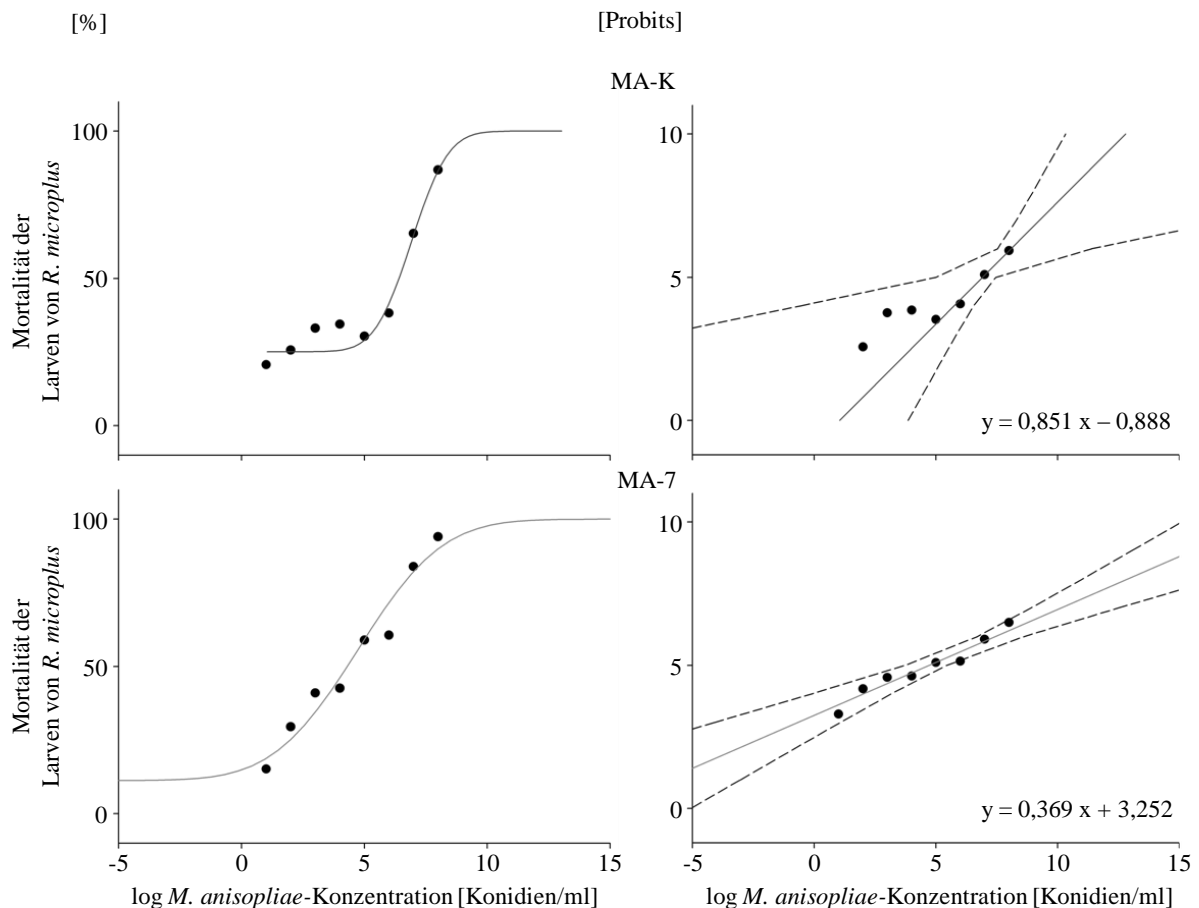 [%]
[Probits]
MA-K
100
50
0
Mortalität der
Larven von R. microplus
10
5
0
y = 0,851 x – 0,888
MA-7
100
50
0
Mortalität der
Larven von R. microplus
-5 0 5 10 15
log M. anisopliae-Konzentration [Konidien/ml]
10
5
0
y = 0,369 x + 3,252
-5 0 5 10 15
log M. anisopliae-Konzentration [Konidien/ml]